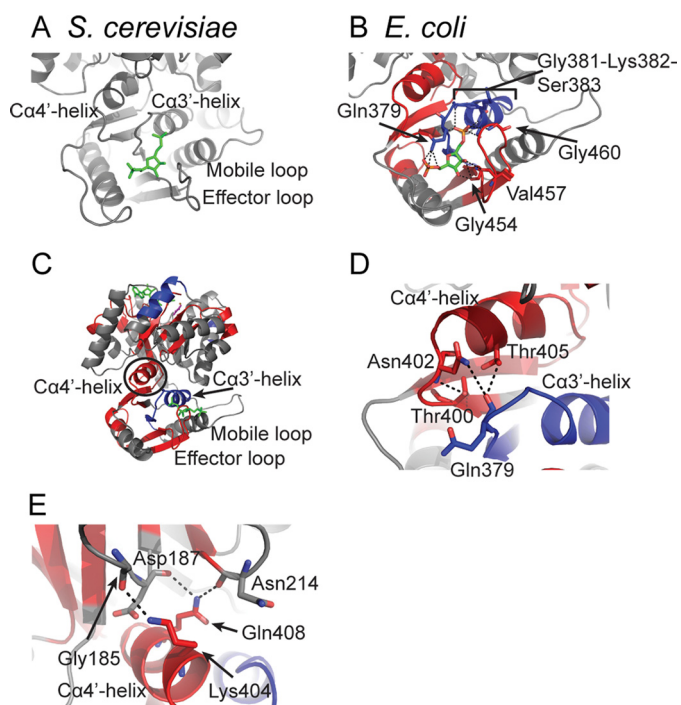 A S. cerevisiae
Cα4'-helix
Cα3'-helix
Mobile loop
Effector loop
B E. coli
Gly381-Lys382-
Ser383
Gln379
Gly460
Val457
Gly454
C
Cα4'-helix
Cα3'-helix
Mobile loop
Effector loop
D
Cα4'-helix
Asn402
Thr405
Cα3'-helix
Thr400
Gln379
E
Asp187
Asn214
Gln408
Gly185
Cα4'-helix
Lys404